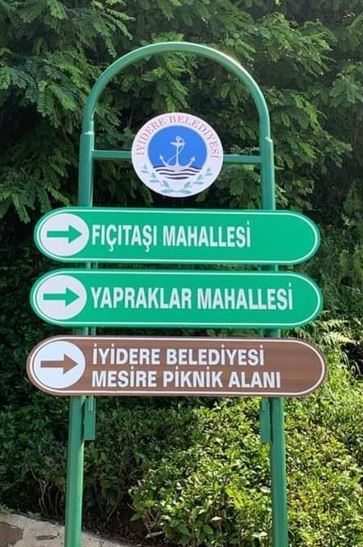 İYİDERE BELEDİYESİ
FIÇITAŞI MAHALLESİ
YAPRAKLAR MAHALLESİ
İYİDERE BELEDİYESİ
MESİRE PİKNİK ALANI